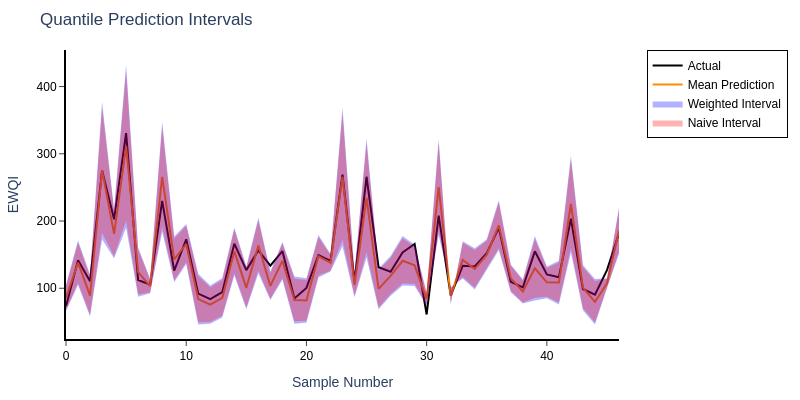 Quantile Prediction Intervals
EWQI
400
300
200
100
0
10
20
30
40
Sample Number
Actual
Mean Prediction
Weighted Interval
Naive Interval